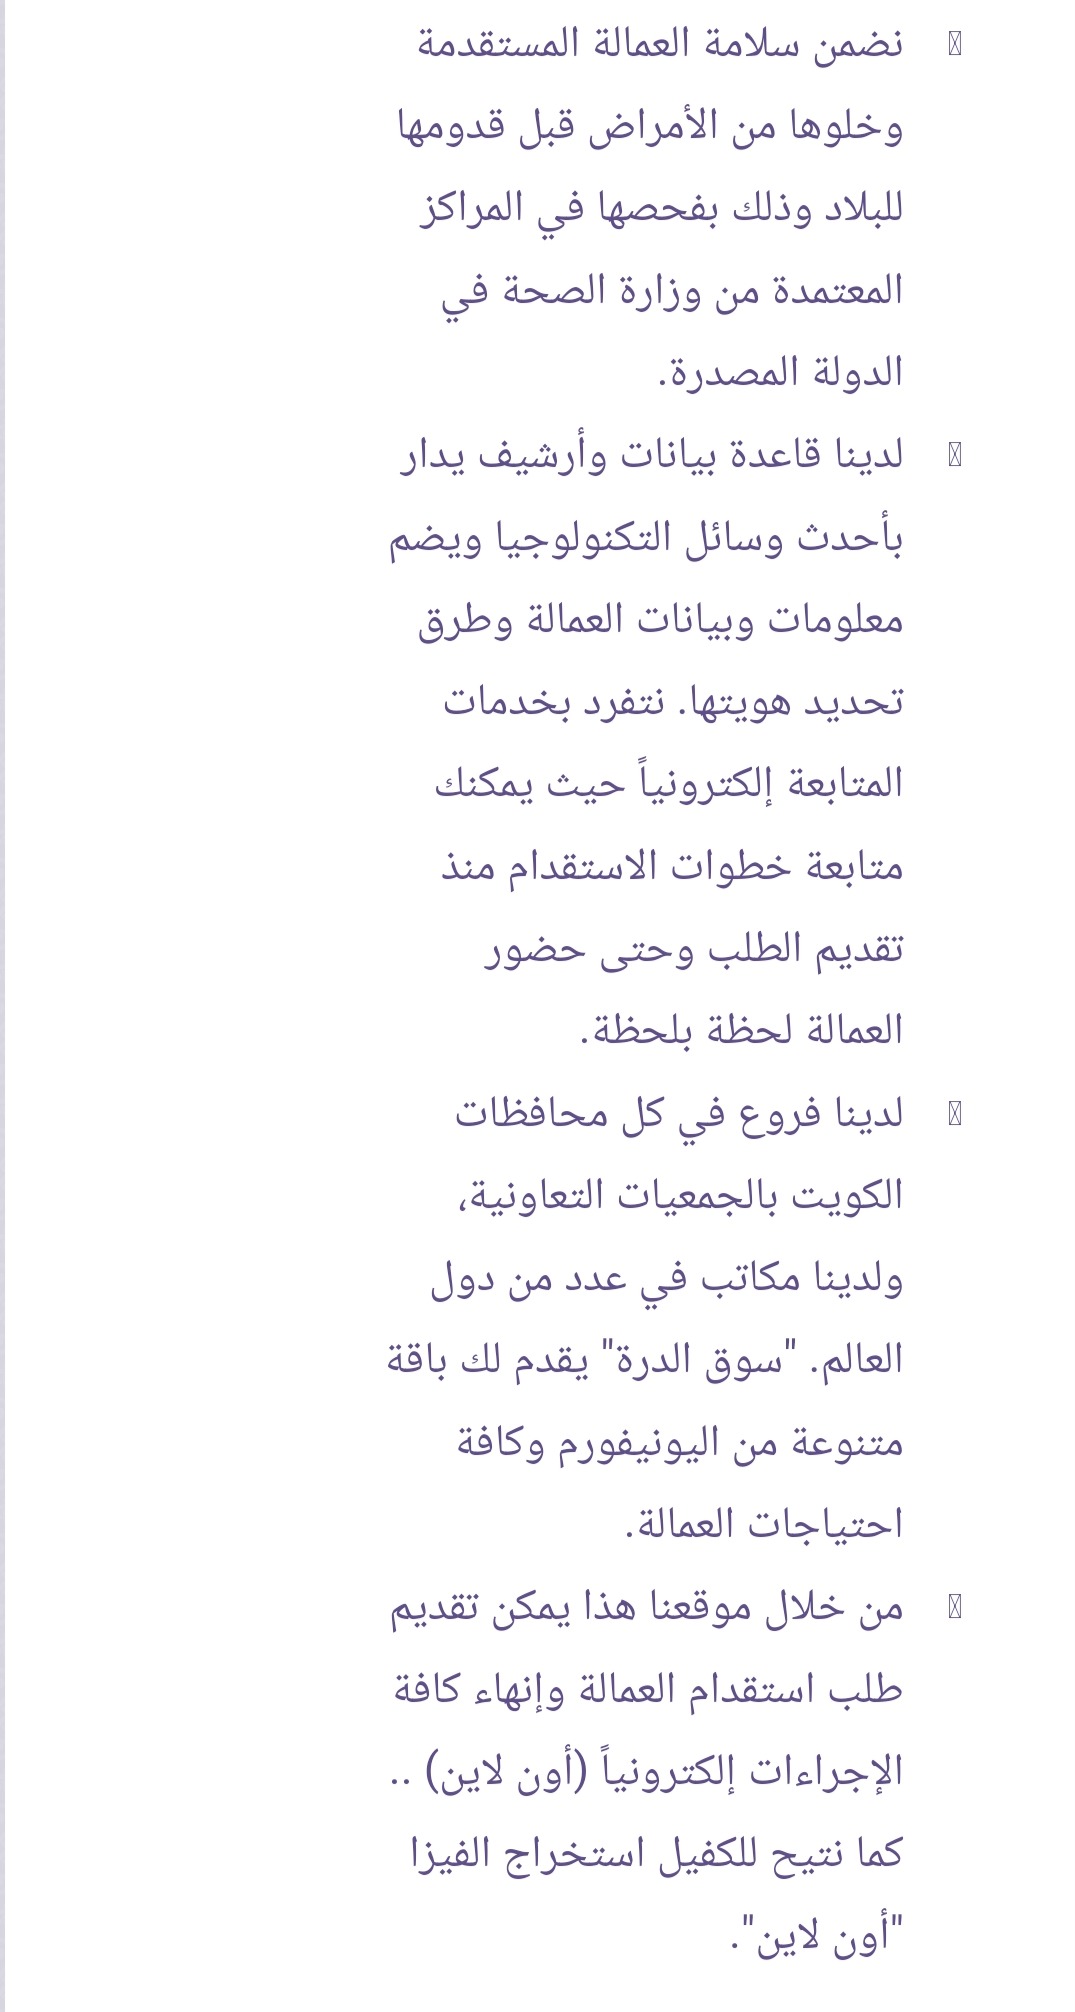 نضمن سلامة العمالة المستقدمة
وخلوها من الأمراض قبل قدومها
للبلاد وذلك بفحصها في المراكز
المعتمدة من وزارة الصحة في
الدولة المصدرة.
لدينا قاعدة بيانات وأرشيف يدار
بأحدث وسائل التكنولوجيا ويضم
معلومات وبيانات العمالة وطرق
تحديد هويتها. نتفرد بخدمات
المتابعة إلكترونياً حيث يمكنك
متابعة خطوات الاستقدام منذ
تقديم الطلب وحتى حضور
العمالة لحظة بلحظة.
لدينا فروع في كل محافظات
الكويت بالجمعيات التعاونية،
ولدينا مكاتب في عدد من دول
العالم. "سوق الدرة" يقدم لك باقة
متنوعة من اليونيفورم وكافة
احتياجات العمالة.
من خلال موقعنا هذا يمكن تقديم
طلب استقدام العمالة وإنهاء كافة
الإجراءات إلكترونياً (أون لاين) ..
كما نتيح للكفيل استخراج الفيزا
"أون لاين".